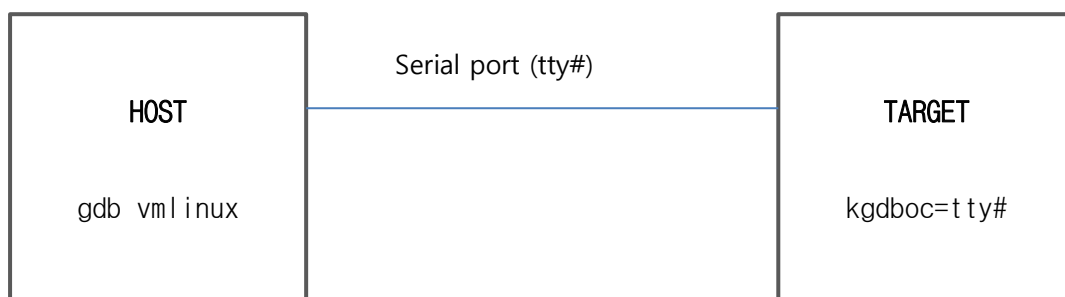 Serial port (tty#)
HOST
TARGET
gdb vmlinux
kgdboc=tty#